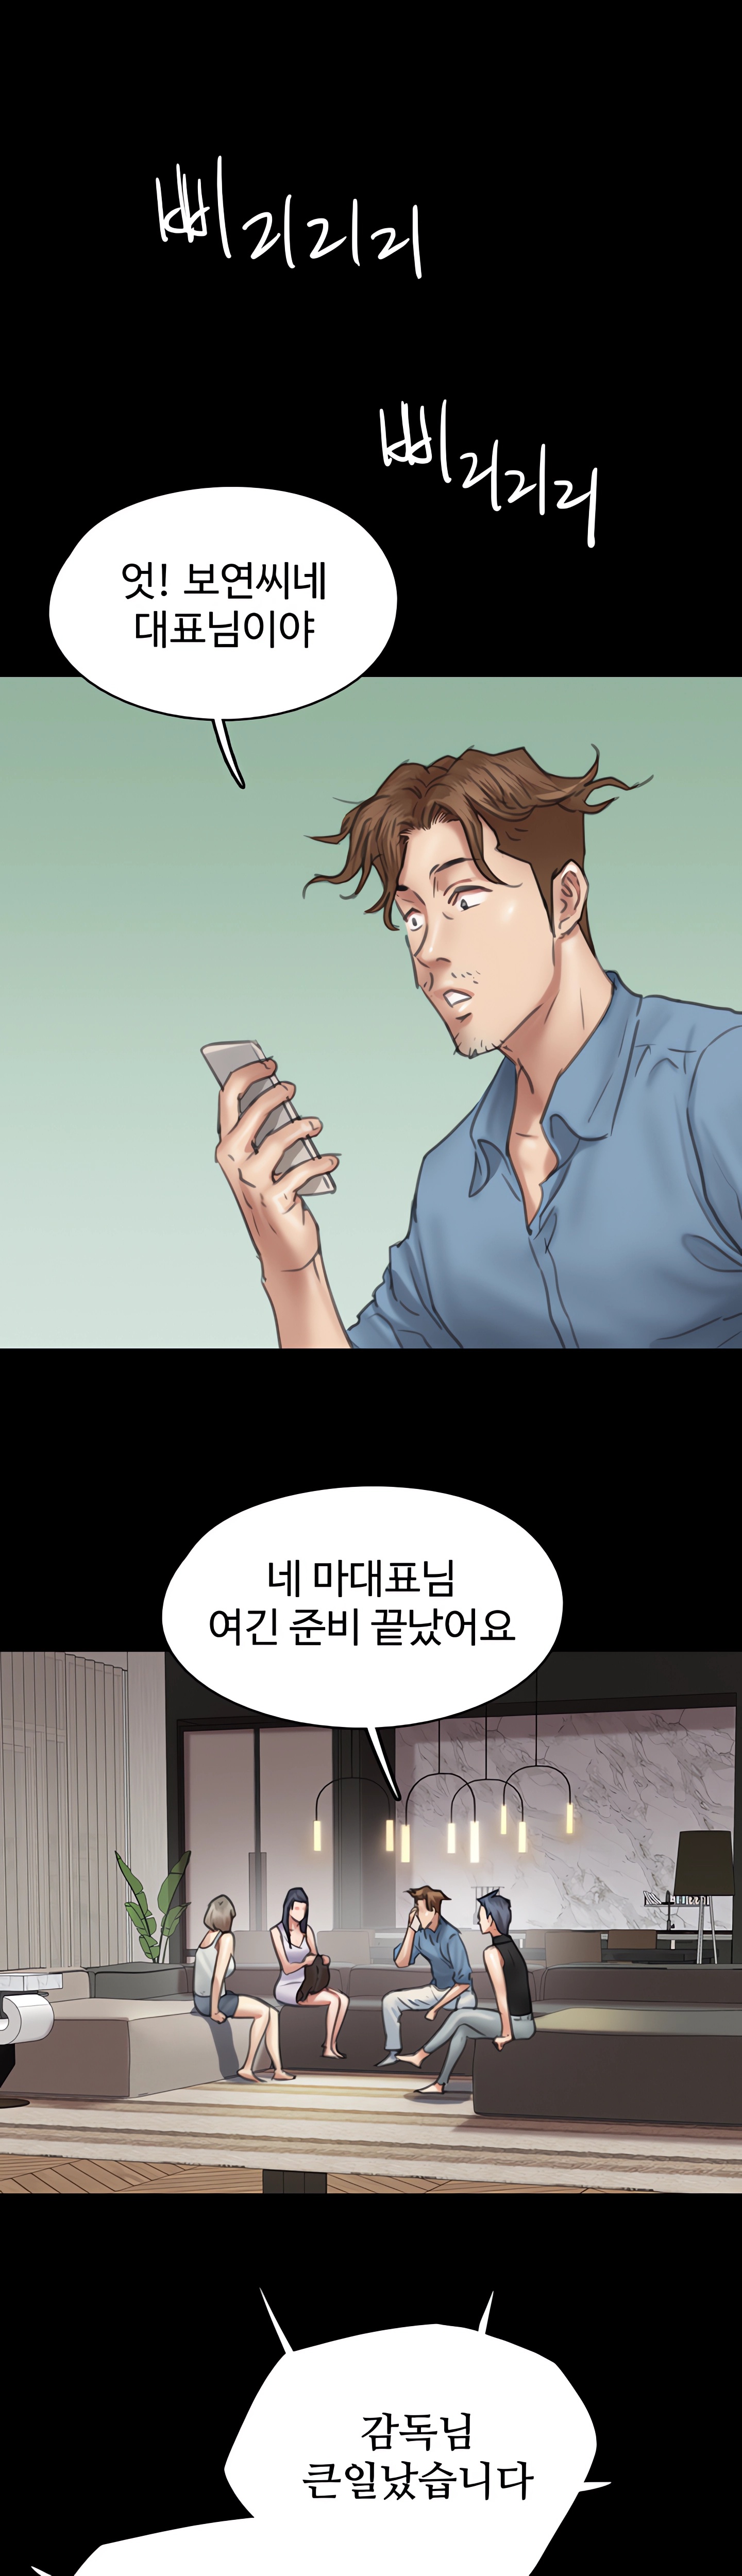 삐리리리
삐리리리
엇! 보연씨네
대표님이야
네 마대표님
여긴 준비 끝났어요
감독님
큰일났습니다